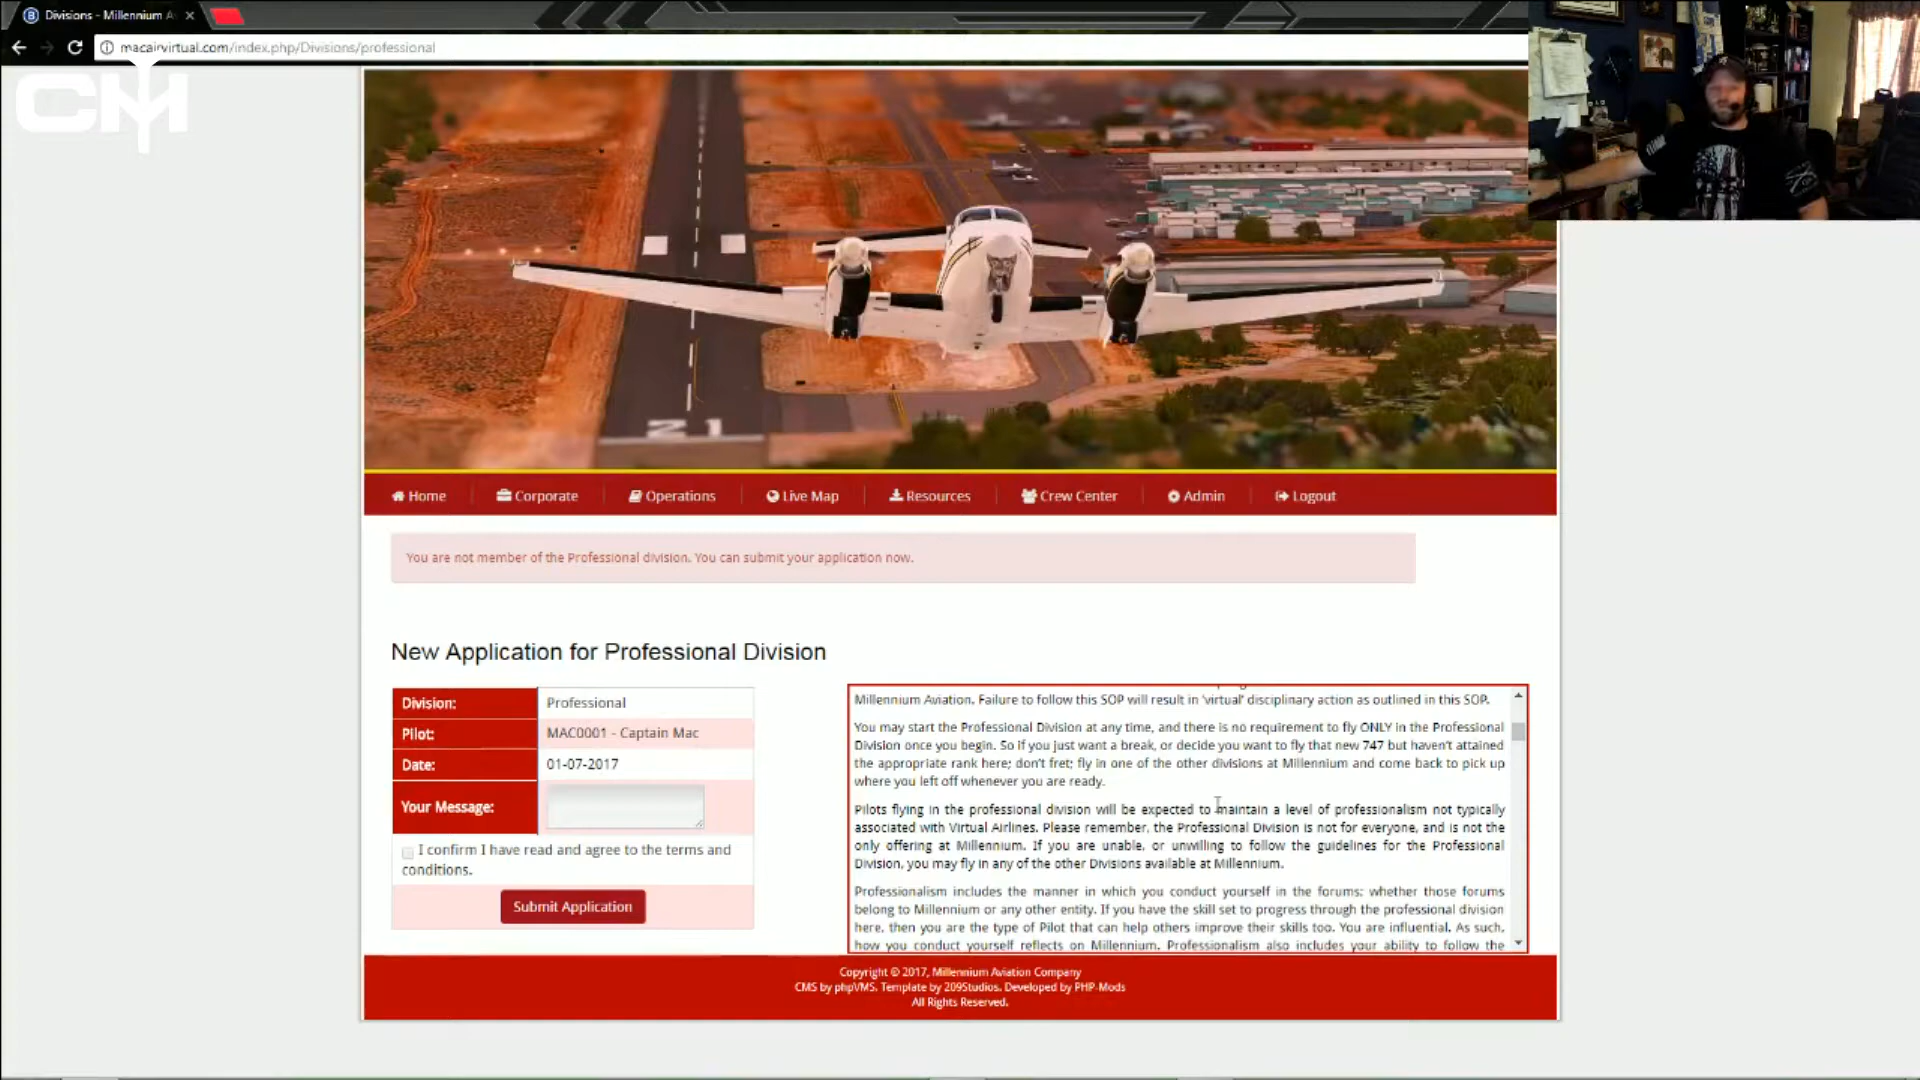 Divisions - Millennium A
macairvirtual.com/index.php/Divisions/professional
CM
Home
Corporate
Operations
Live Map
Resources
Crew Center
Admin
Logout
You are not member of the Professional division. You can submit your application now.
New Application for Professional Division
Division: Professional
Pilot: MAC0001 - Captain Mac
Date: 01-07-2017
Your Message:
I confirm I have read and agree to the terms and
conditions.
Submit Application
Millennium Aviation. Failure to follow this SOP will result in 'virtual' disciplinary action as outlined in this SOP.
You may start the Professional Division at any time, and there is no requirement to fly ONLY in the Professional
Division once you begin. So if you just want a break, or decide you want to fly that new 747 but haven't attained
the appropriate rank here; don't fret; fly in one of the other divisions at Millennium and come back to pick up
where you left off whenever you are ready.
Pilots flying in the professional division will be expected to maintain a level of professionalism not typically
associated with Virtual Airlines. Please remember, the Professional Division is not for everyone, and is not the
only offering at Millennium. If you are unable, or unwilling to follow the guidelines for the Professional
Division, you may fly in any of the other Divisions available at Millennium.
Professionalism includes the manner in which you conduct yourself in the forums; whether those forums
belong to Millennium or any other entity. If you have the skill set to progress through the professional division
here, then you are the type of Pilot that can help others improve their skills too. You are influential. As such,
how you conduct yourself reflects on Millennium. Professionalism also includes your ability to follow the
Copyright © 2017, Millennium Aviation Company
CMS by phpVMS. Template by 209Studios. Developed by PHP-Mods
All Rights Reserved.